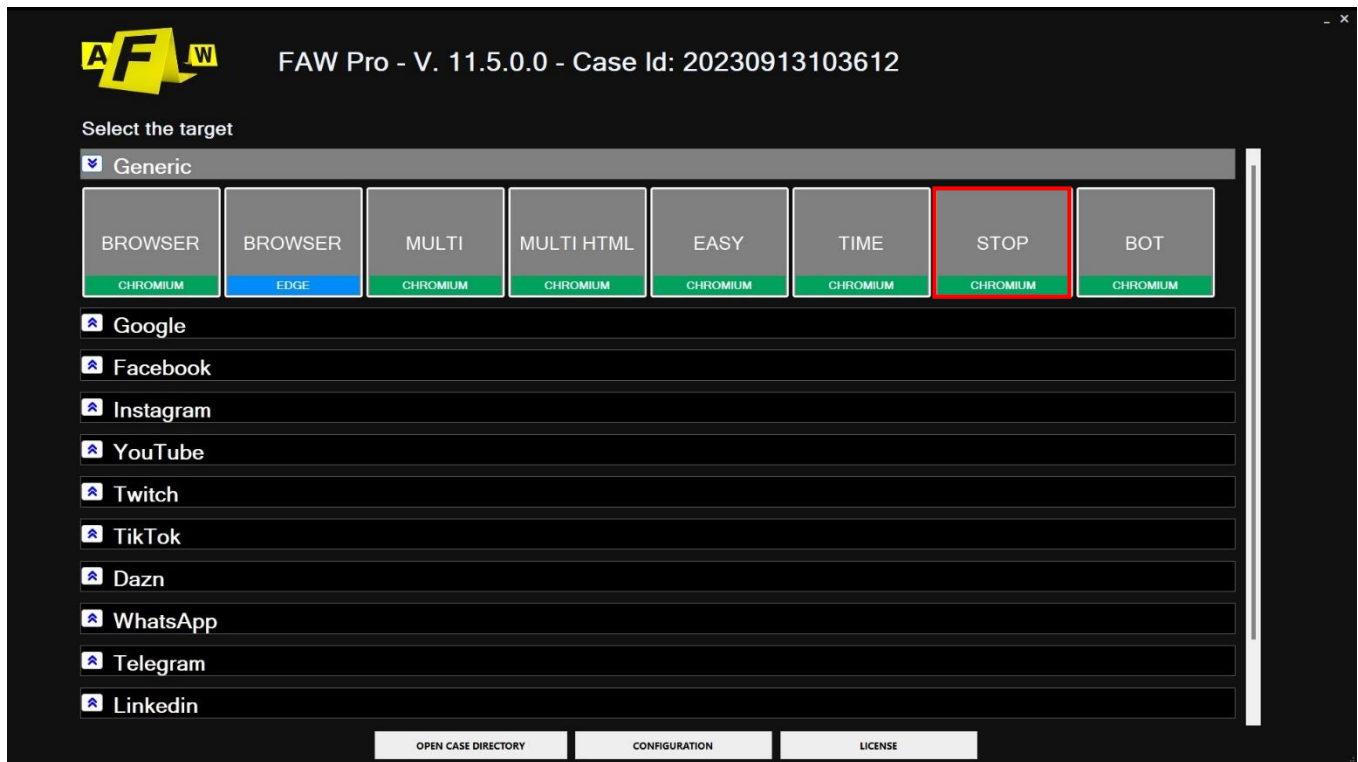 A F W
FAW Pro - V. 11.5.0.0 - Case Id: 20230913103612
Select the target
Generic
BROWSER BROWSER MULTI MULTI HTML EASY TIME STOP BOT
CHROMIUM EDGE CHROMIUM CHROMIUM CHROMIUM CHROMIUM CHROMIUM CHROMIUM
Google
Facebook
Instagram
YouTube
Twitch
TikTok
Dazn
WhatsApp
Telegram
Linkedin
OPEN CASE DIRECTORY CONFIGURATION LICENSE